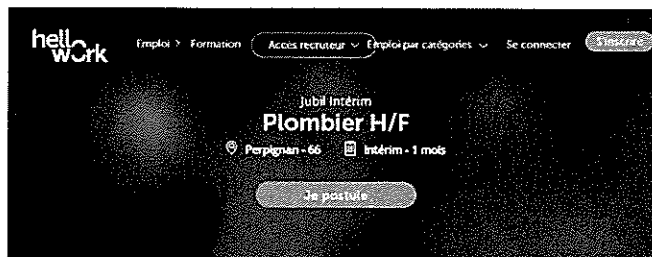 hellowork
Emploi > Formation Accès recruteur Emploi par catégories Se connecter S'inscrire
Jubil Intérim
Plombier H/F
Perpignan - 66 Intérim - 1 mois
Je postule